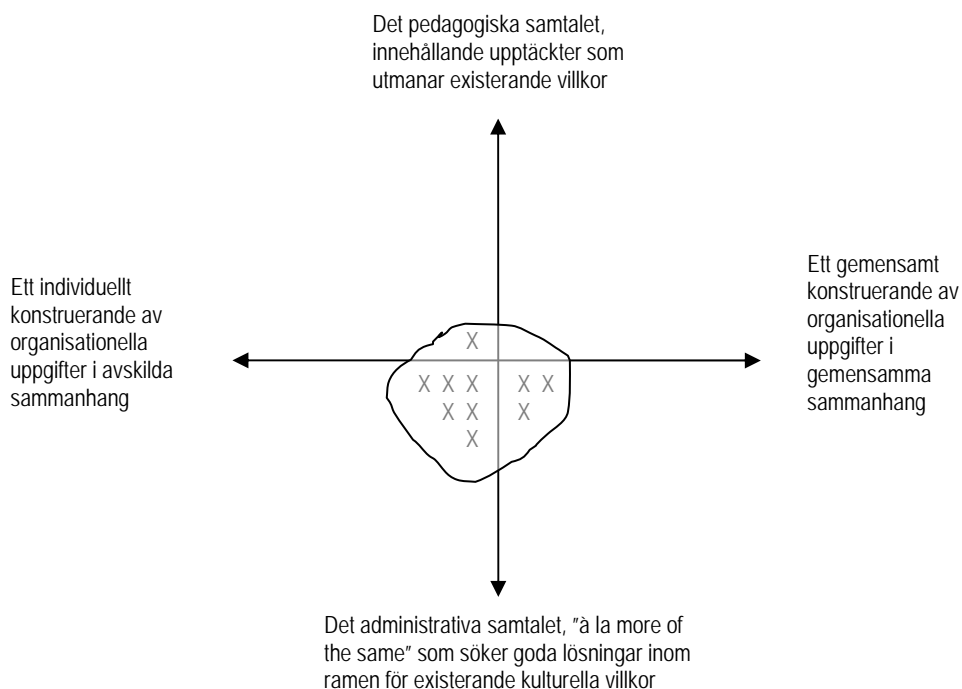 Det pedagogiska samtalet,
innehållande upptäckter som
utmanar existerande villkor
Ett individuellt
konstruerande av
organisationella
uppgifter i avskilda
sammanhang
Ett gemensamt
konstruerande av
organisationella
uppgifter i
gemensamma
sammanhang
X
X X X X X
X X X
X
Det administrativa samtalet, "à la more of
the same" som söker goda lösningar inom
ramen för existerande kulturella villkor